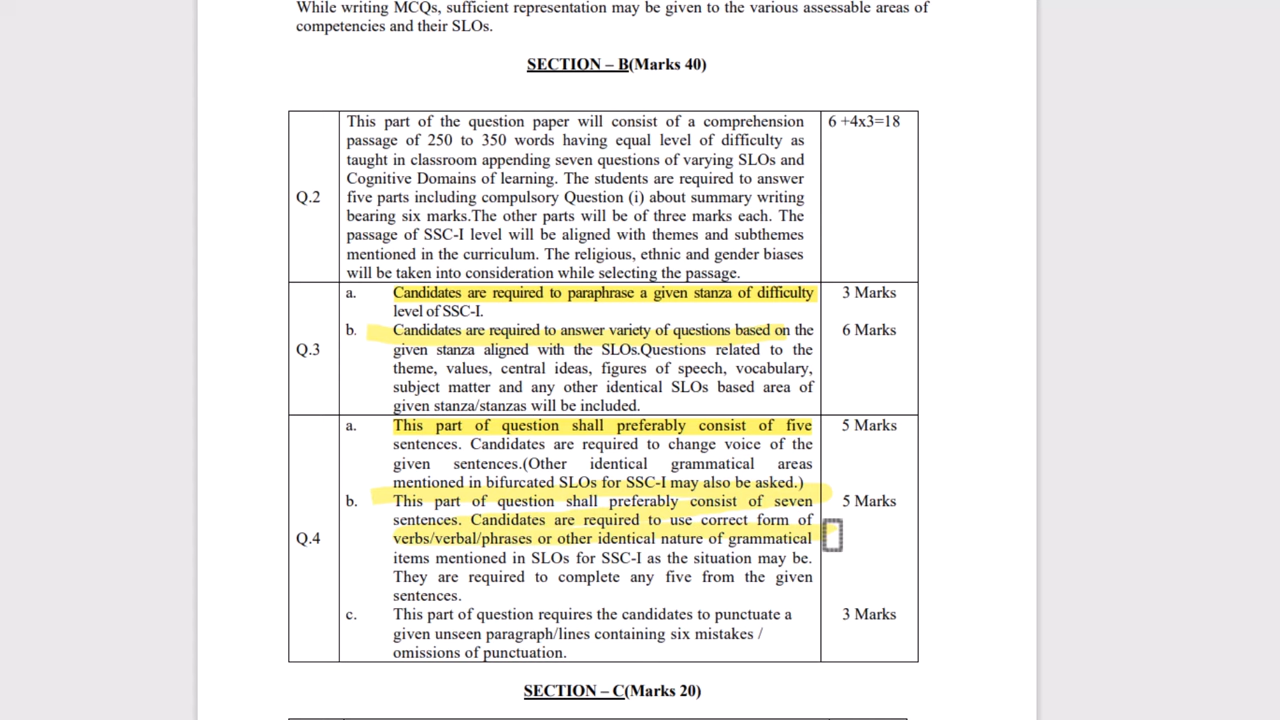 While writing MCQs, sufficient representation may be given to the various assessable areas of
competencies and their SLOs.
SECTION – B(Marks 40)
Q.2
This part of the question paper will consist of a comprehension
passage of 250 to 350 words having equal level of difficulty as
taught in classroom appending seven questions of varying SLOs and
Cognitive Domains of learning. The students are required to answer
five parts including compulsory Question (i) about summary writing
bearing six marks.The other parts will be of three marks each. The
passage of SSC-I level will be aligned with themes and subthemes
mentioned in the curriculum. The religious, ethnic and gender biases
will be taken into consideration while selecting the passage.
6 +4x3=18
Q.3
a. Candidates are required to paraphrase a given stanza of difficulty
level of SSC-I.
3 Marks
b. Candidates are required to answer variety of questions based on the
given stanza aligned with the SLOs.Questions related to the
theme, values, central ideas, figures of speech, vocabulary,
subject matter and any other identical SLOs based area of
given stanza/stanzas will be included.
6 Marks
Q.4
a. This part of question shall preferably consist of five
sentences. Candidates are required to change voice of the
given sentences.(Other identical grammatical areas
mentioned in bifurcated SLOs for SSC-I may also be asked.)
5 Marks
b. This part of question shall preferably consist of seven
sentences. Candidates are required to use correct form of
verbs/verbal/phrases or other identical nature of grammatical
items mentioned in SLOs for SSC-I as the situation may be.
They are required to complete any five from the given
sentences.
5 Marks
c. This part of question requires the candidates to punctuate a
given unseen paragraph/lines containing six mistakes /
omissions of punctuation.
3 Marks
SECTION – C(Marks 20)